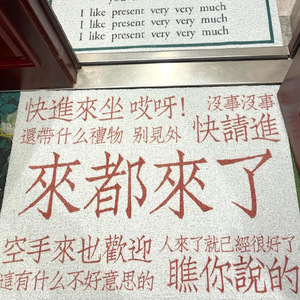 I like present very very much
I like present very very much
I like present very very much
快進來坐 哎呀! 沒事沒事
還帶什么禮物 别見外 快請進
來都來了
空手來也歡迎 人來了就已經很好了
這有什么不好意思的 瞧你說的